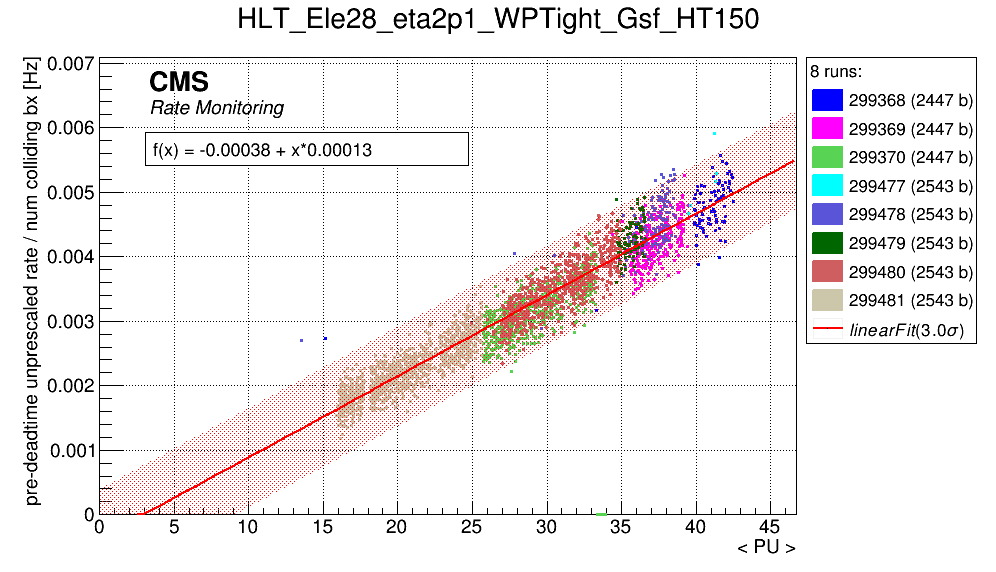 HLT_Ele28_eta2p1_WPTight_Gsf_HT150
pre-deadtime unprescaled rate / num colliding bx [Hz]
0.007
0.006
0.005
0.004
0.003
0.002
0.001
0
CMS
Rate Monitoring
f(x) = -0.00038 + x*0.00013
0 5 10 15 20 25 30 35 40 45
< PU >
8 runs:
299368 (2447 b)
299369 (2447 b)
299370 (2447 b)
299477 (2543 b)
299478 (2543 b)
299479 (2543 b)
299480 (2543 b)
299481 (2543 b)
linearFit(3.0σ)